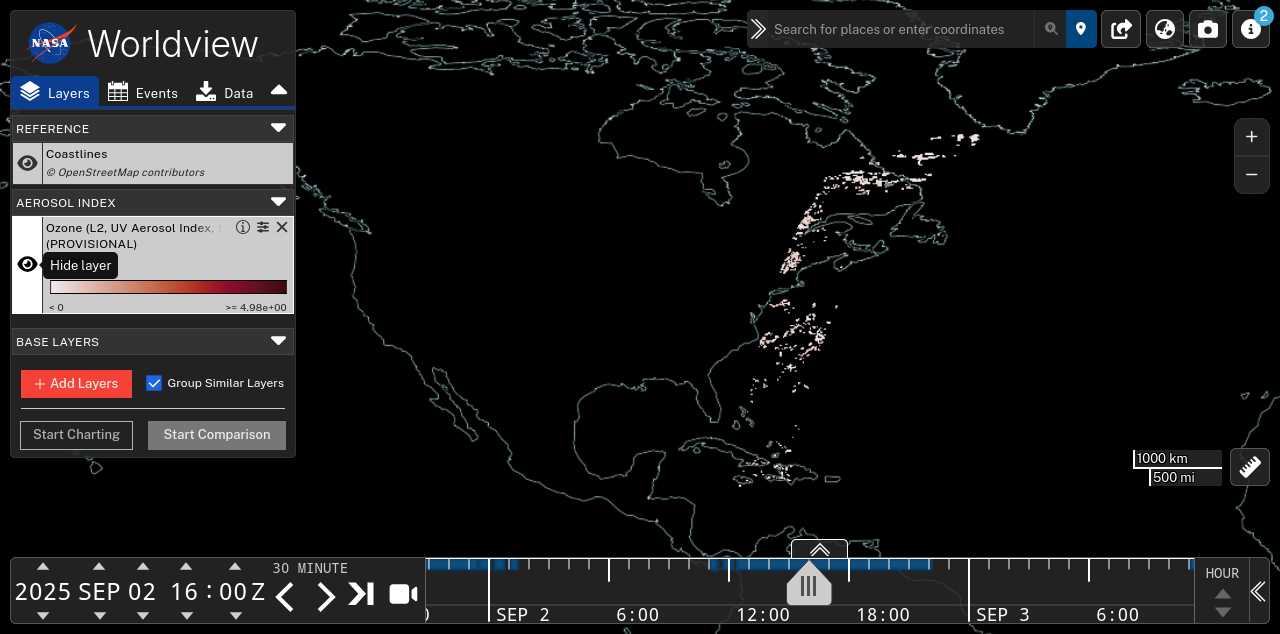 NASA
Worldview
Layers
Events
Data
REFERENCE
Coastlines
© OpenStreetMap contributors
AEROSOL INDEX
Ozone (L2, UV Aerosol Index,
(PROVISIONAL)
Hide layer
< 0
>= 4.98e+00
BASE LAYERS
+ Add Layers
Group Similar Layers
Start Charting
Start Comparison
Search for places or enter coordinates
2
+
−
1000 km
500 mi
2025 SEP 02 16 : 00 Z
30 MINUTE
SEP 2
6:00
12:00
18:00
SEP 3
6:00
HOUR